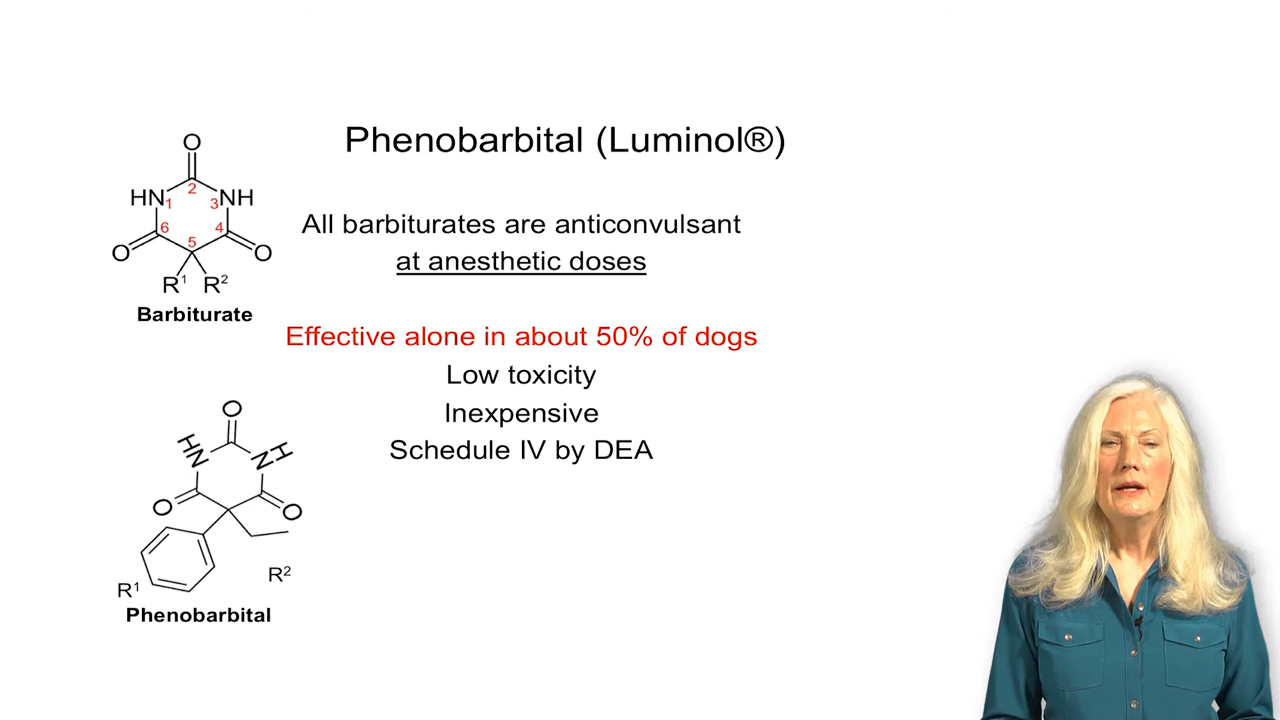 Phenobarbital (Luminol®)
O
HN
NH
1
2
3
4
5
6
O
O
R¹ R²
Barbiturate
All barbiturates are anticonvulsant
at anesthetic doses
Effective alone in about 50% of dogs
Low toxicity
Inexpensive
Schedule IV by DEA
O
HN
NH
O
O
R¹
R²
Phenobarbital